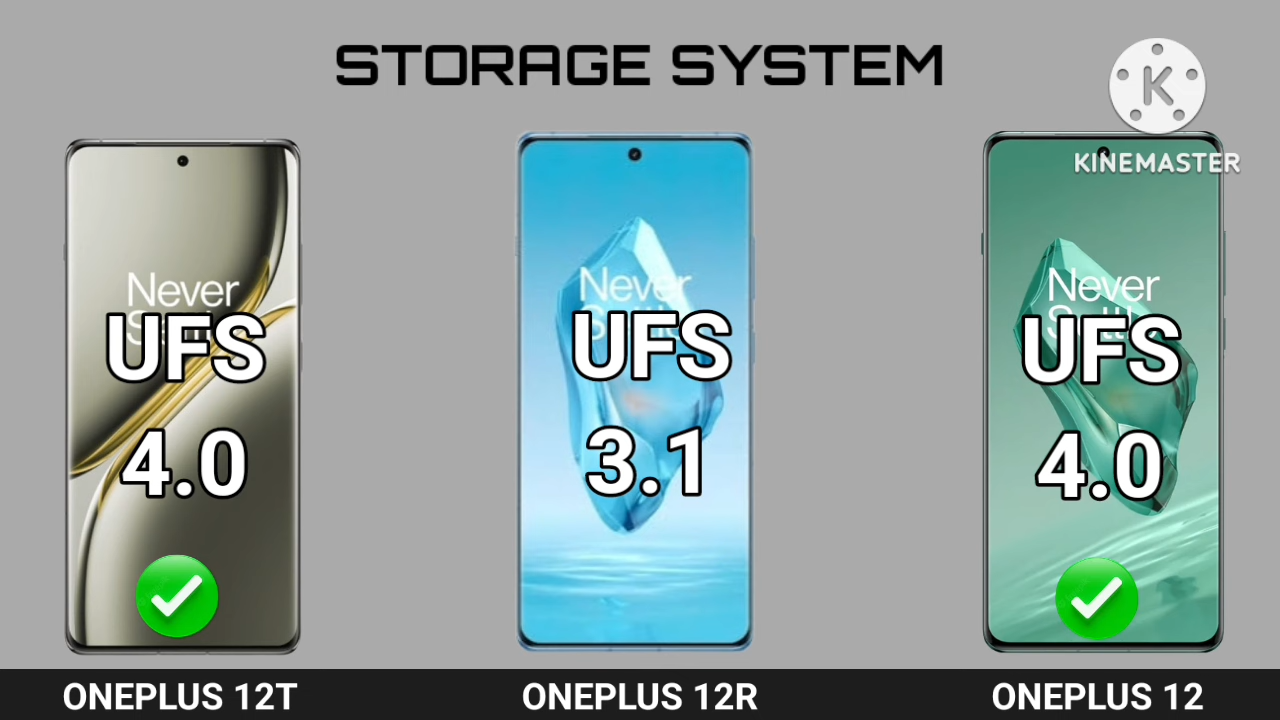 STORAGE SYSTEM
K
KINEMASTER
Never
UFS
4.0
Never
UFS
3.1
Never
UFS
4.0
ONEPLUS 12T
ONEPLUS 12R
ONEPLUS 12